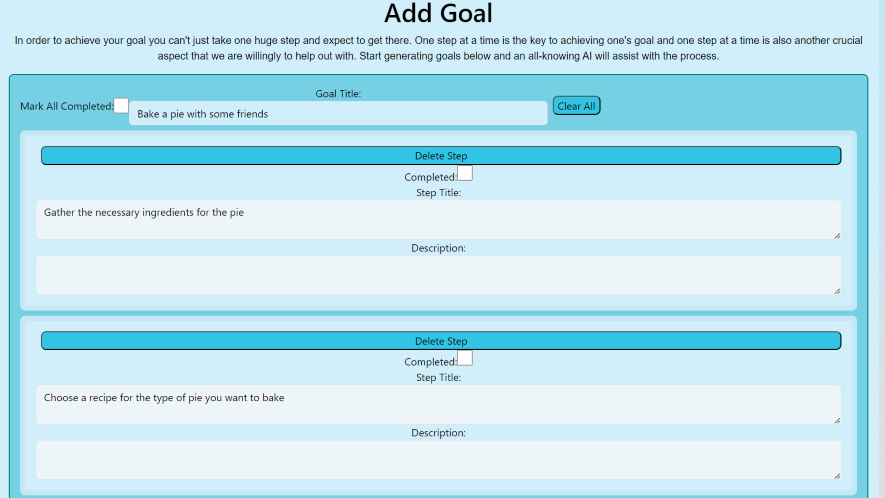 Add Goal
In order to achieve your goal you can't just take one huge step and expect to get there. One step at a time is the key to achieving one's goal and one step at a time is also another crucial
aspect that we are willingly to help out with. Start generating goals below and an all-knowing AI will assist with the process.
Goal Title:
Mark All Completed:
Bake a pie with some friends
Clear All
Delete Step
Completed:
Step Title:
Gather the necessary ingredients for the pie
Description:
Delete Step
Completed:
Step Title:
Choose a recipe for the type of pie you want to bake
Description: